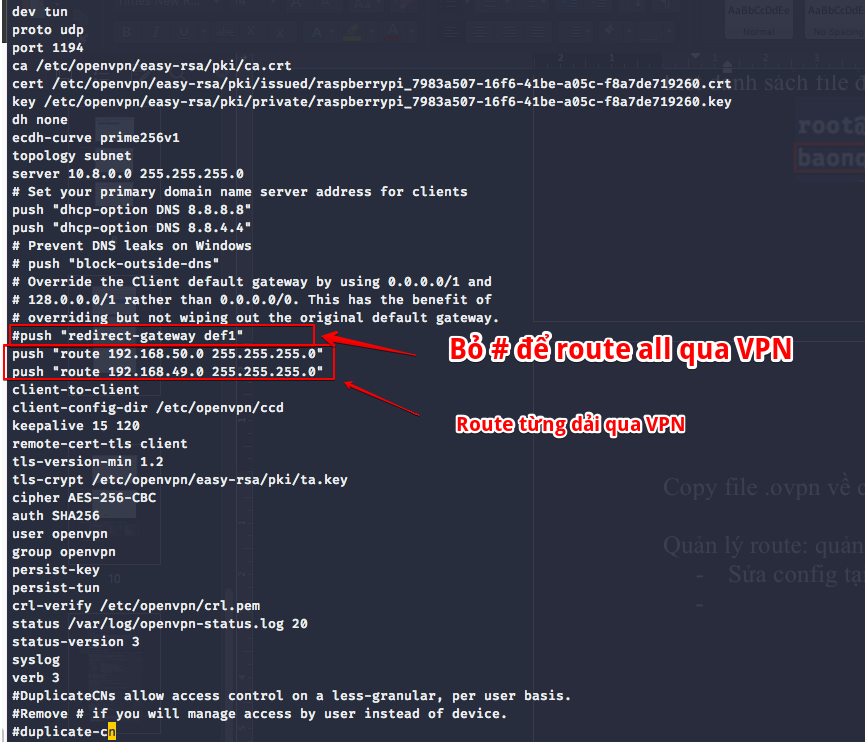 dev tun
proto udp
port 1194
ca /etc/openvpn/easy-rsa/pki/ca.crt
cert /etc/openvpn/easy-rsa/pki/issued/raspberrypi_7983a507-16f6-41be-a05c-f8a7de719260.crt
key /etc/openvpn/easy-rsa/pki/private/raspberrypi_7983a507-16f6-41be-a05c-f8a7de719260.key
dh none
ecdh-curve prime256v1
topology subnet
server 10.8.0.0 255.255.255.0
# Set your primary domain name server address for clients
push "dhcp-option DNS 8.8.8.8"
push "dhcp-option DNS 8.8.4.4"
# Prevent DNS leaks on Windows
# push "block-outside-dns"
# Override the Client default gateway by using 0.0.0.0/1 and
# 128.0.0.0/1 rather than 0.0.0.0/0. This has the benefit of
# overriding but not wiping out the original default gateway.
#push "redirect-gateway def1"
Bỏ # để route all qua VPN
push "route 192.168.50.0 255.255.255.0"
push "route 192.168.49.0 255.255.255.0"
Route từng dải qua VPN
client-to-client
client-config-dir /etc/openvpn/ccd
keepalive 15 120
remote-cert-tls client
tls-version-min 1.2
tls-crypt /etc/openvpn/easy-rsa/pki/ta.key
cipher AES-256-CBC
auth SHA256
user openvpn
group openvpn
persist-key
persist-tun
crl-verify /etc/openvpn/crl.pem
status /var/log/openvpn-status.log 20
status-version 3
syslog
verb 3
#DuplicateCNs allow access control on a less-granular, per user basis.
#Remove # if you will manage access by user instead of device.
#duplicate-cn
AaBbCcDdEe
Normal
No Spacing
sách file
root@
Copy file .ovpn về
Quản lý route: quản
- Sửa config tại
-
10